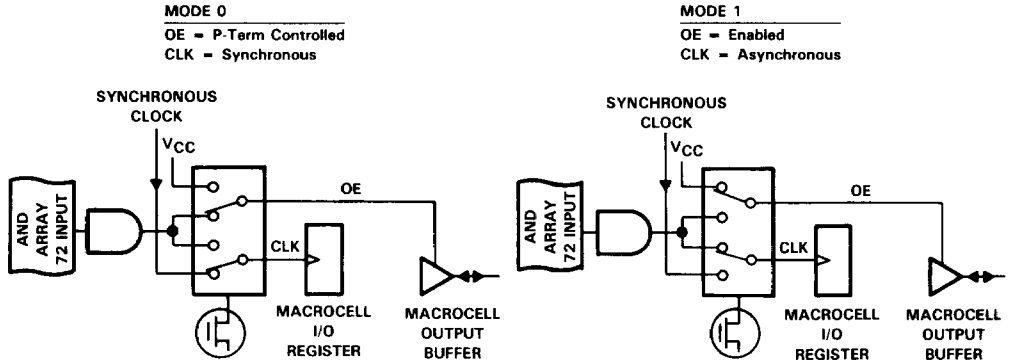 MODE 0
OE = P-Term Controlled
CLK = Synchronous
SYNCHRONOUS
CLOCK
VCC
AND
ARRAY
72 INPUT
OE
CLK
MACROCELL
I/O
REGISTER
MACROCELL
OUTPUT
BUFFER
MODE 1
OE = Enabled
CLK = Asynchronous
SYNCHRONOUS
CLOCK
VCC
AND
ARRAY
72 INPUT
OE
CLK
MACROCELL
I/O
REGISTER
MACROCELL
OUTPUT
BUFFER